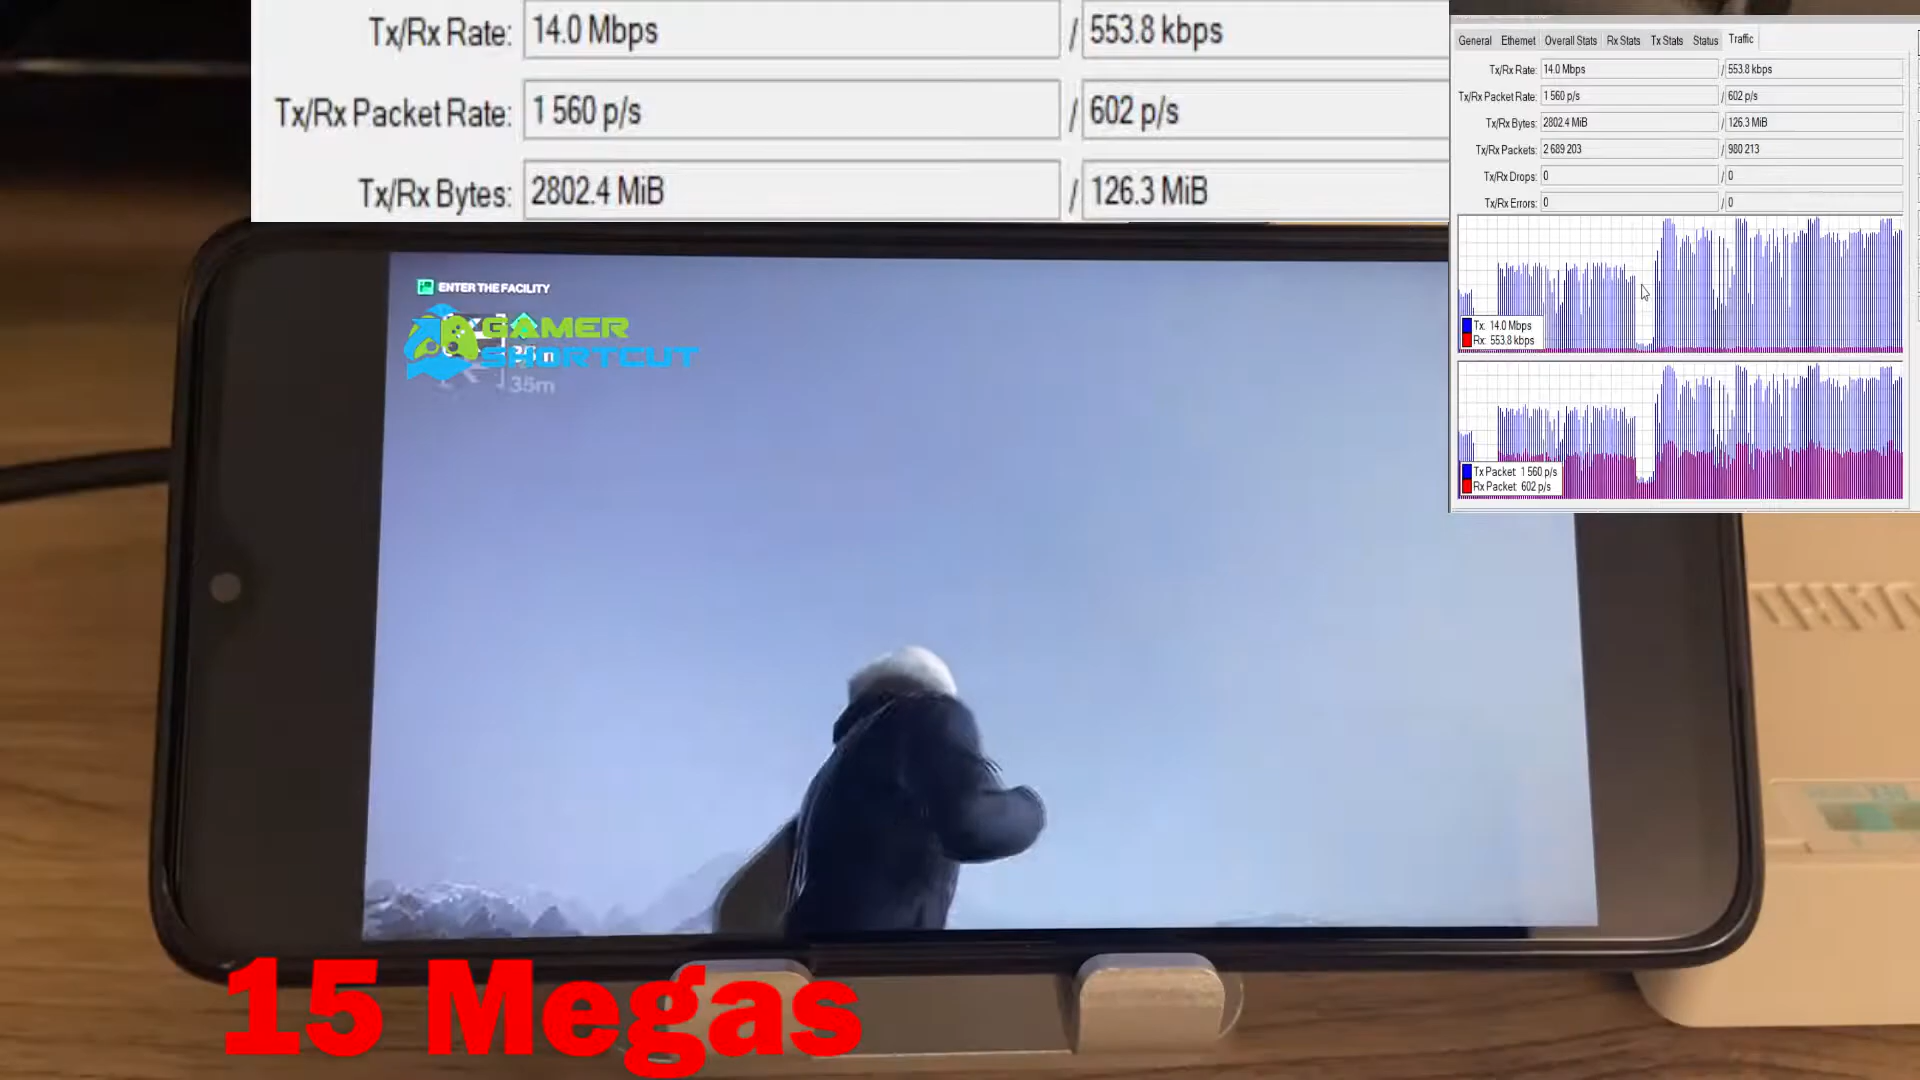 Tx/Rx Rate: 14.0 Mbps / 553.8 kbps
Tx/Rx Packet Rate: 1 560 p/s / 602 p/s
Tx/Rx Bytes: 2802.4 MiB / 126.3 MiB
General Ethernet Overall Stats Rx Stats Tx Stats Status Traffic
Tx/Rx Rate: 14.0 Mbps / 553.8 kbps
Tx/Rx Packet Rate: 1 560 p/s / 602 p/s
Tx/Rx Bytes: 2802.4 MiB / 126.3 MiB
Tx/Rx Packets: 2 689 203 / 980 213
Tx/Rx Drops: 0 / 0
Tx/Rx Errors: 0 / 0
Tx: 14.0 Mbps
Rx: 553.8 kbps
Tx Packet: 1 560 p/s
Rx Packet: 602 p/s
ENTER THE FACILITY
GAMER
SHORTCUT
35m
15 Megas